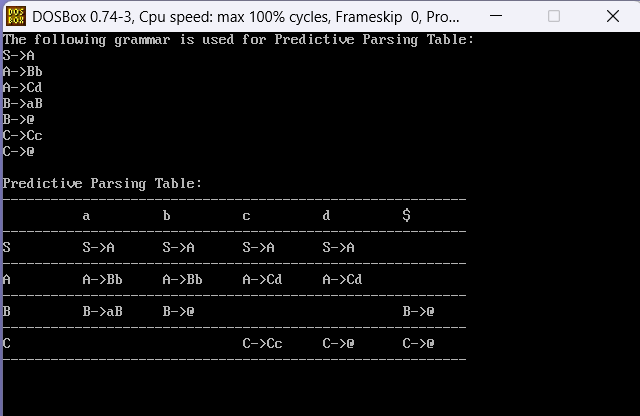 DOSBox 0.74-3, Cpu speed: max 100% cycles, Frameskip 0, Pro...
The following grammar is used for Predictive Parsing Table:
S->A
A->Bb
A->Cd
B->aB
B->@
C->Cc
C->@
Predictive Parsing Table:
a b c d $
S S->A S->A S->A S->A
A A->Bb A->Bb A->Cd A->Cd
B B->aB B->@ B->@
C C->Cc C->@ C->@